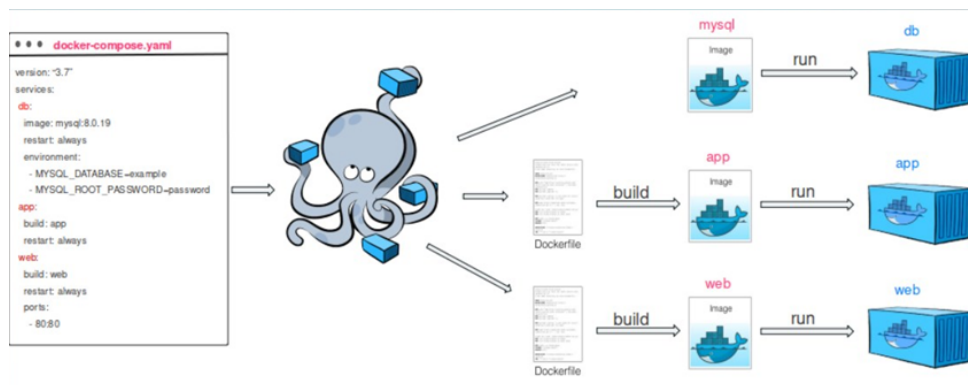 docker-compose.yaml
version: "3.7"
services:
db:
image: mysql:8.0.19
restart: always
environment:
- MYSQL_DATABASE=example
- MYSQL_ROOT_PASSWORD=password
app:
build: app
restart: always
web:
build: web
restart: always
ports:
- 80:80
mysql
Image
run
db
Dockerfile
build
app
Image
run
app
Dockerfile
build
web
Image
run
web